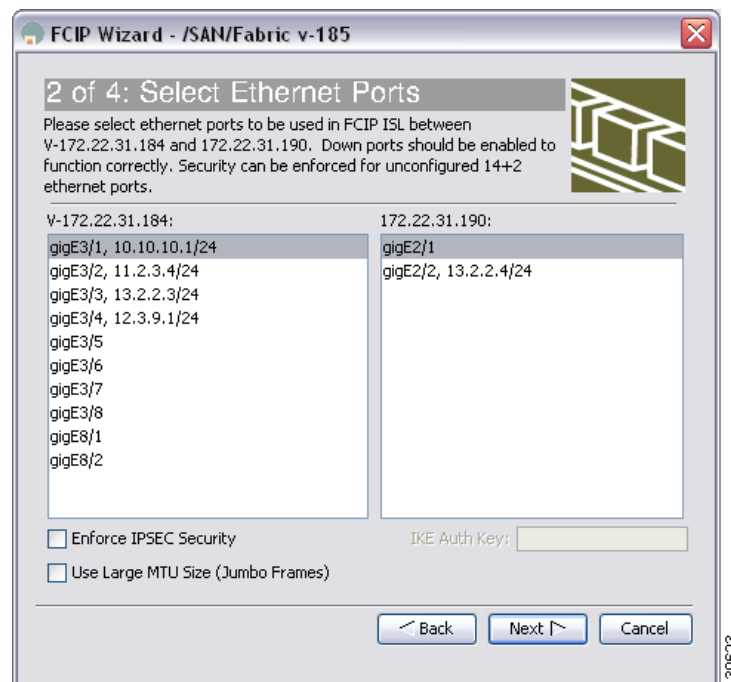 FCIP Wizard - /SAN/Fabric v-185
2 of 4: Select Ethernet Ports
Please select ethernet ports to be used in FCIP ISL between
V-172.22.31.184 and 172.22.31.190. Down ports should be enabled to
function correctly. Security can be enforced for unconfigured 14+2
ethernet ports.
V-172.22.31.184:
gigE3/1, 10.10.10.1/24
gigE3/2, 11.2.3.4/24
gigE3/3, 13.2.2.3/24
gigE3/4, 12.3.9.1/24
gigE3/5
gigE3/6
gigE3/7
gigE3/8
gigE8/1
gigE8/2
172.22.31.190:
gigE2/1
gigE2/2, 13.2.2.4/24
Enforce IPSEC Security
IKE Auth Key:
Use Large MTU Size (Jumbo Frames)
< Back
Next >
Cancel